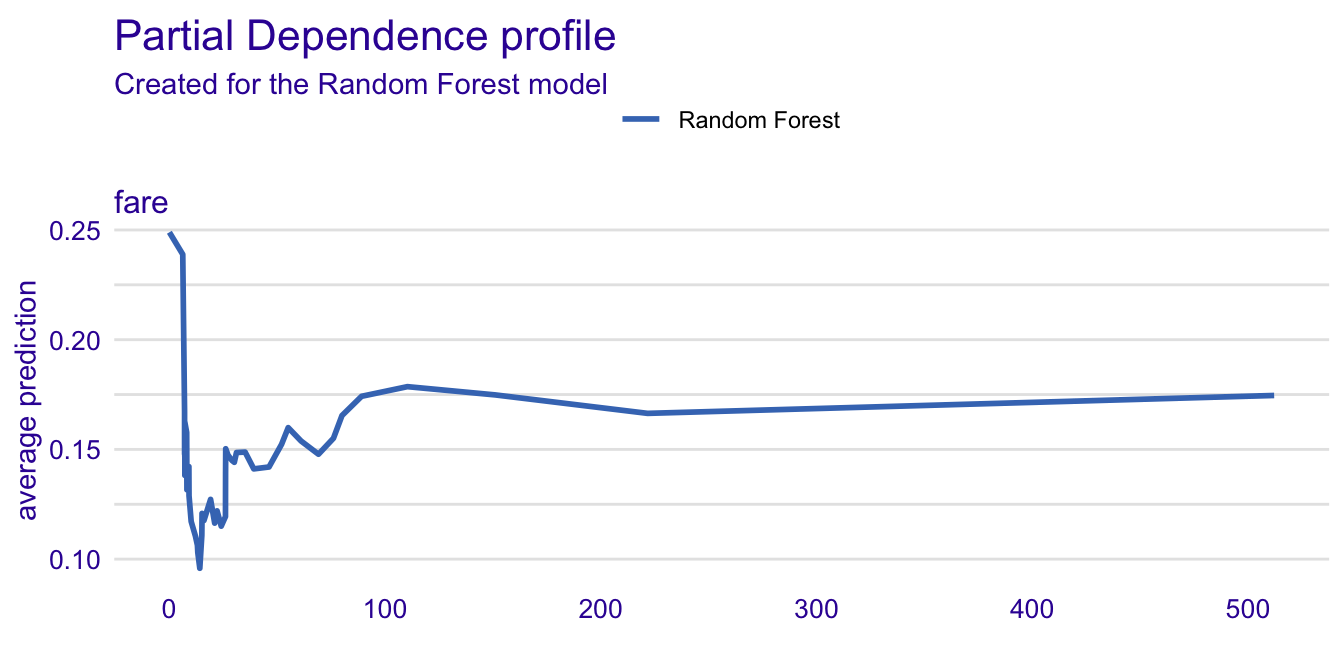 Partial Dependence profile
Created for the Random Forest model
Random Forest
fare
average prediction
0.25
0.20
0.15
0.10
0 100 200 300 400 500